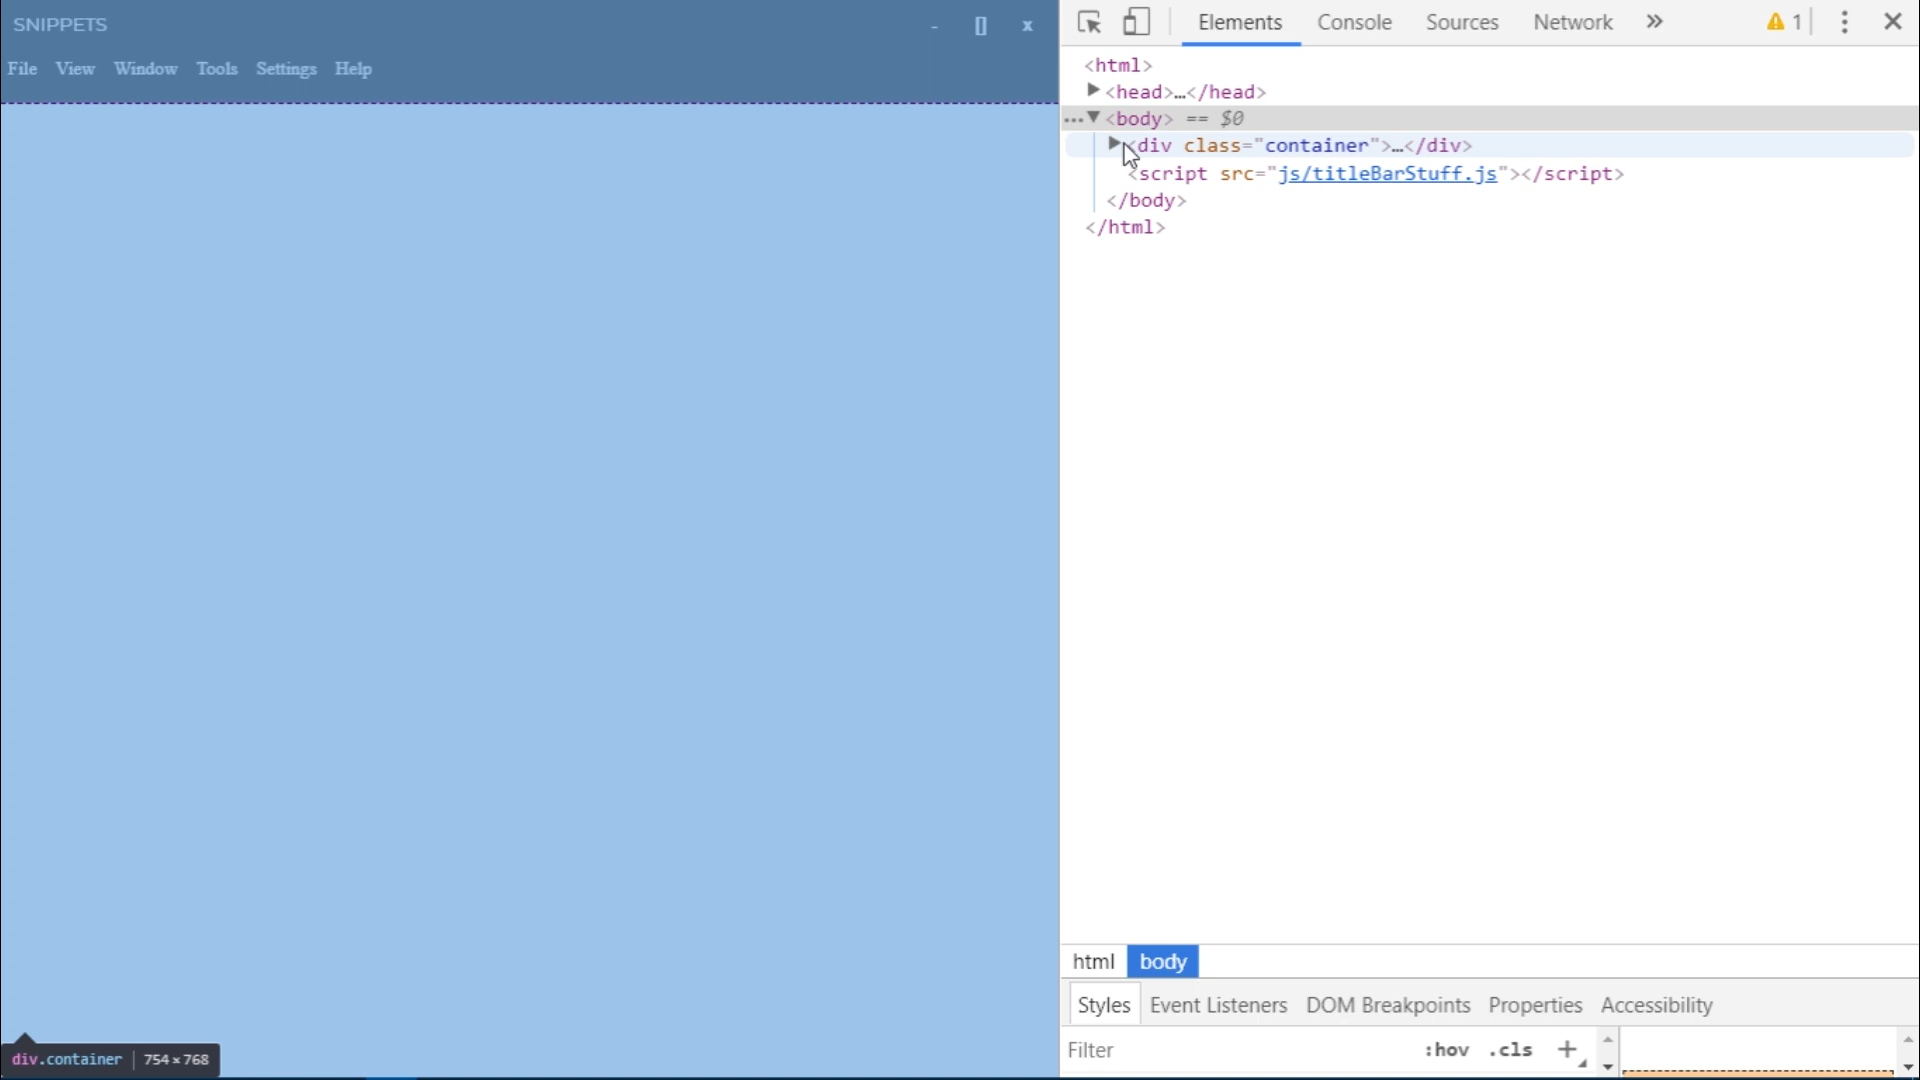 SNIPPETS - [] x
File View Window Tools Settings Help
div.container 754 × 768
Elements Console Sources Network » 1
<html>
<head>…</head>
… <body> == $0
<div class="container">…</div>
<script src="js/titleBarStuff.js"></script>
</body>
</html>
html body
Styles Event Listeners DOM Breakpoints Properties Accessibility
Filter :hov .cls +